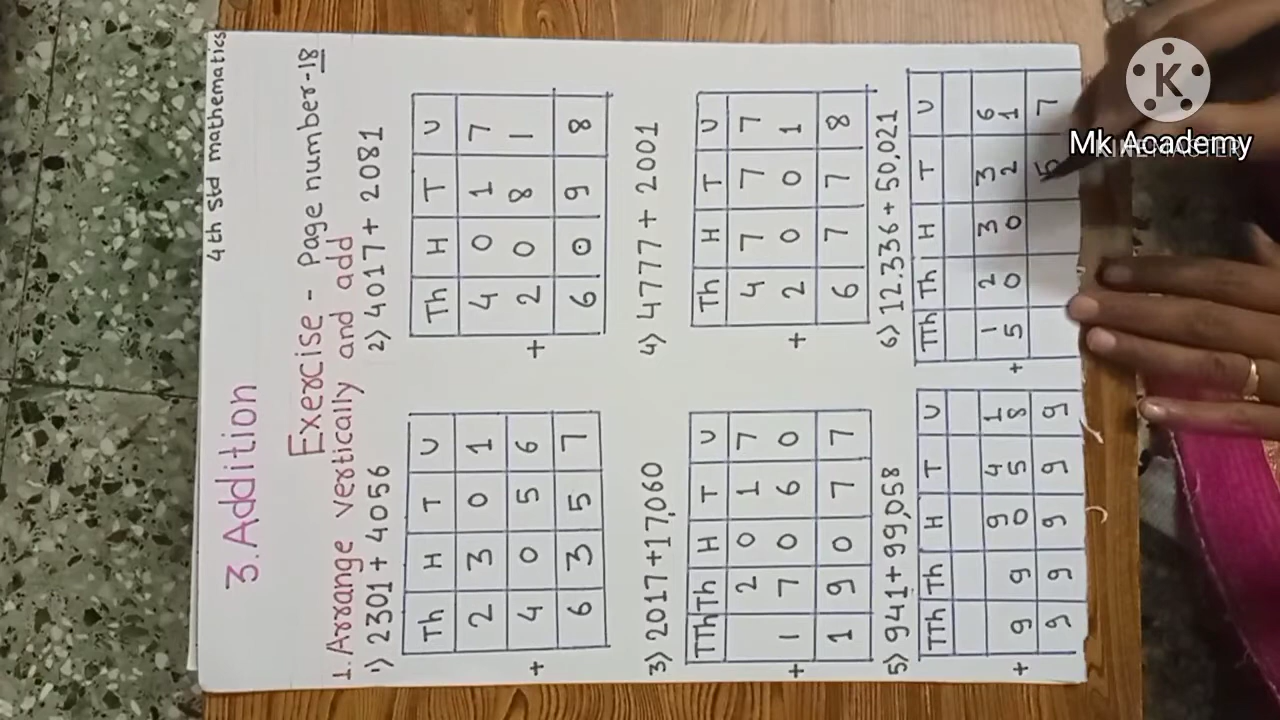 4th Std mathematics
3. Addition
Exercise - Page number-18
1. Arrange vertically and add
1) 2301 + 4056
Th H T U
2 3 0 1
+ 4 0 5 6
6 3 5 7
2) 4017 + 2081
Th H T U
4 0 1 7
+ 2 0 8 1
6 0 9 8
3) 2017 + 17,060
TTh Th H T U
2 0 1 7
+ 1 7 0 6 0
1 9 0 7 7
4) 4777 + 2001
Th H T U
4 7 7 7
+ 2 0 0 1
6 7 7 8
5) 941 + 99,058
TTh Th H T U
9 4 1
+ 9 9 0 5 8
9 9 9 9 9
6) 12.336 + 50,021
TTh Th H T U
1 2 3 3 6
+ 5 0 0 2 1
5 7
K
Mk Academy
KINEMASTER